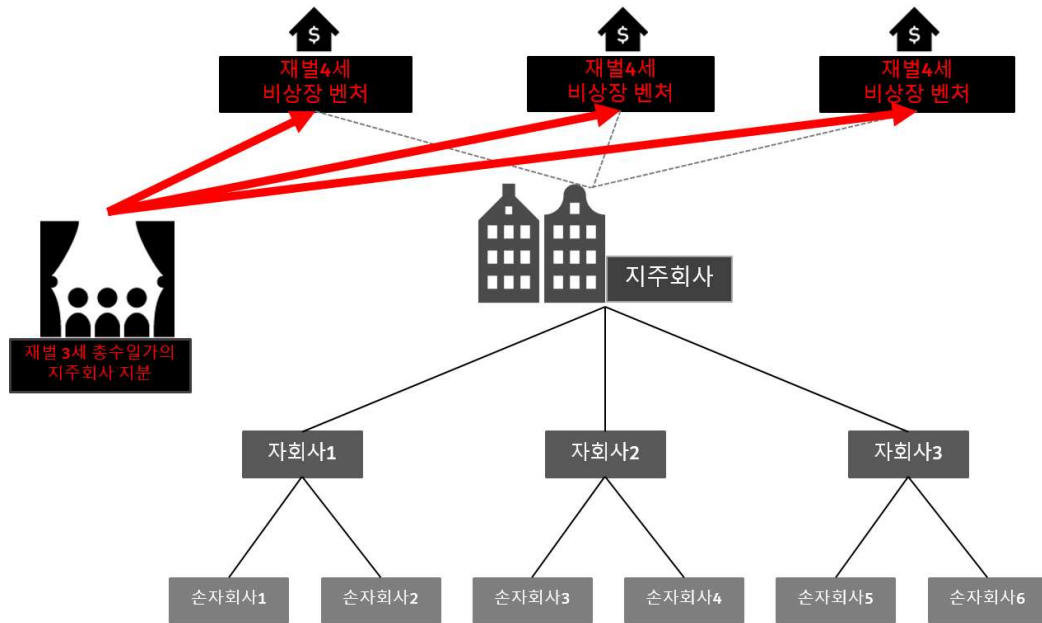 $
$
$
재벌4세
비상장 벤처
재벌4세
비상장 벤처
재벌4세
비상장 벤처
지주회사
재벌 3세 총수일가의
지주회사 지분
자회사1
자회사2
자회사3
손자회사1
손자회사2
손자회사3
손자회사4
손자회사5
손자회사6